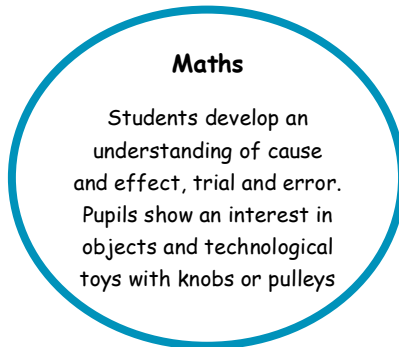 Maths
Students develop an
understanding of cause
and effect, trial and error.
Pupils show an interest in
objects and technological
toys with knobs or pulleys